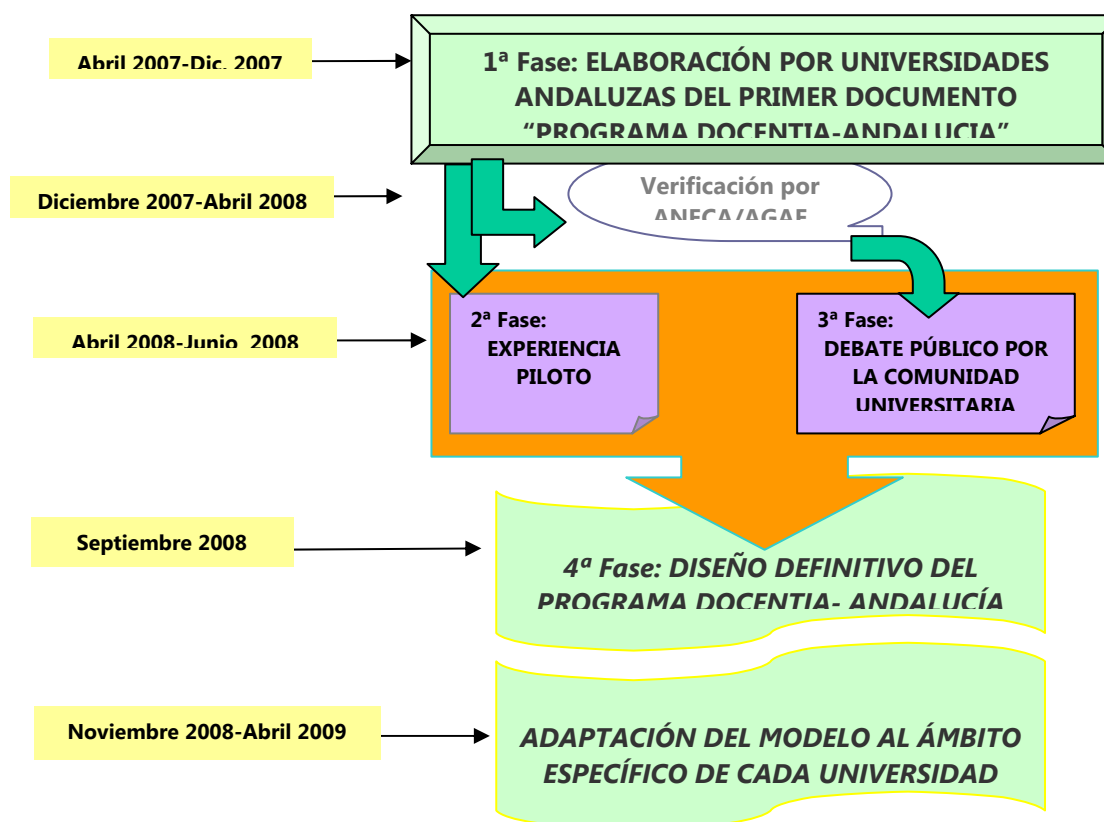 Abril 2007-Dic. 2007
1ª Fase: ELABORACIÓN POR UNIVERSIDADES
ANDALUZAS DEL PRIMER DOCUMENTO
“PROGRAMA DOCENTIA-ANDALUCIA”
Diciembre 2007-Abril 2008
Verificación por
ANECA/AGAE
Abril 2008-Junio 2008
2ª Fase:
EXPERIENCIA
PILOTO
3ª Fase:
DEBATE PÚBLICO POR
LA COMUNIDAD
UNIVERSITARIA
Septiembre 2008
4ª Fase: DISEÑO DEFINITIVO DEL
PROGRAMA DOCENTIA- ANDALUCÍA
Noviembre 2008-Abril 2009
ADAPTACIÓN DEL MODELO AL ÁMBITO
ESPECÍFICO DE CADA UNIVERSIDAD